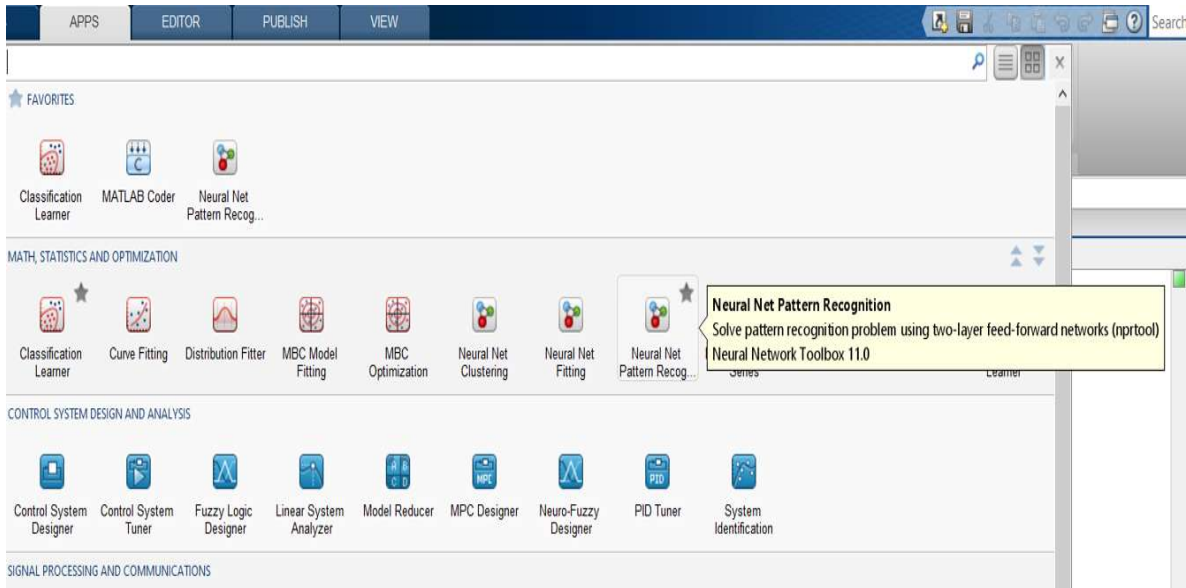 APPS
EDITOR
PUBLISH
VIEW
Search
FAVORITES
Classification Learner
MATLAB Coder
Neural Net Pattern Recog...
MATH, STATISTICS AND OPTIMIZATION
Classification Learner
Curve Fitting
Distribution Fitter
MBC Model Fitting
MBC Optimization
Neural Net Clustering
Neural Net Fitting
Neural Net Pattern Recog...
Neural Net Pattern Recognition
Solve pattern recognition problem using two-layer feed-forward networks (nprtool)
Neural Network Toolbox 11.0
Series
Learner
CONTROL SYSTEM DESIGN AND ANALYSIS
Control System Designer
Control System Tuner
Fuzzy Logic Designer
Linear System Analyzer
Model Reducer
MPC Designer
Neuro-Fuzzy Designer
PID Tuner
System Identification
SIGNAL PROCESSING AND COMMUNICATIONS